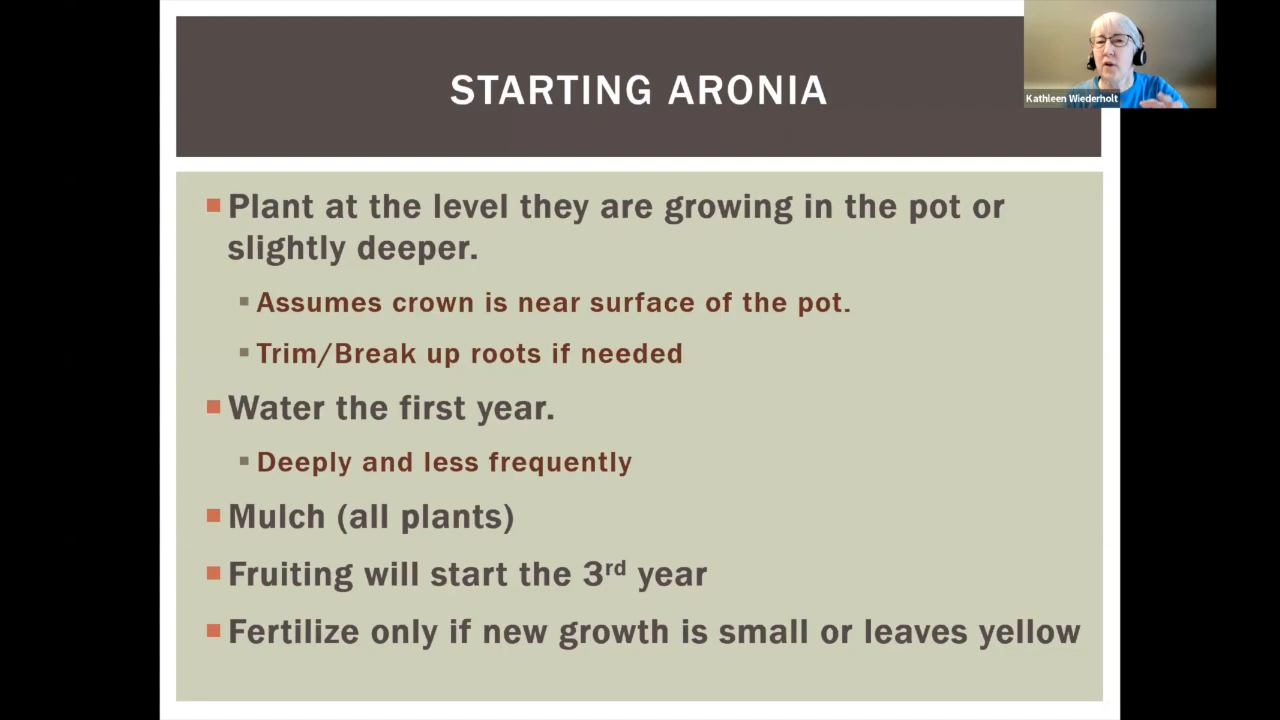 STARTING ARONIA
Kathleen Wiederholt
Plant at the level they are growing in the pot or
slightly deeper.
Assumes crown is near surface of the pot.
Trim/Break up roots if needed
Water the first year.
Deeply and less frequently
Mulch (all plants)
Fruiting will start the 3rd year
Fertilize only if new growth is small or leaves yellow